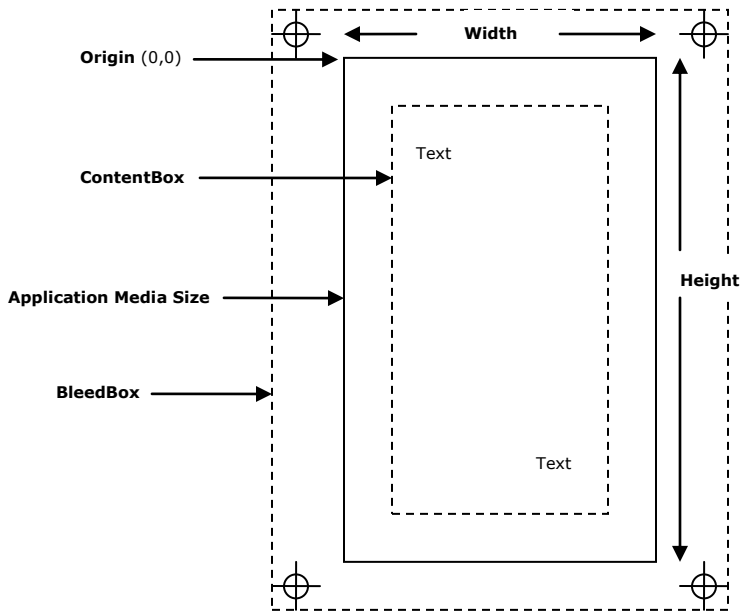 Width
Origin (0,0)
Text
ContentBox
Height
Application Media Size
BleedBox
Text